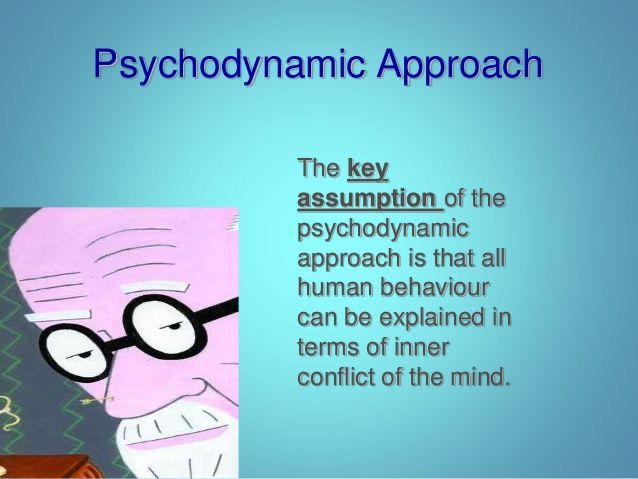 Psychodynamic Approach
The key
assumption of the
psychodynamic
approach is that all
human behaviour
can be explained in
terms of inner
conflict of the mind.